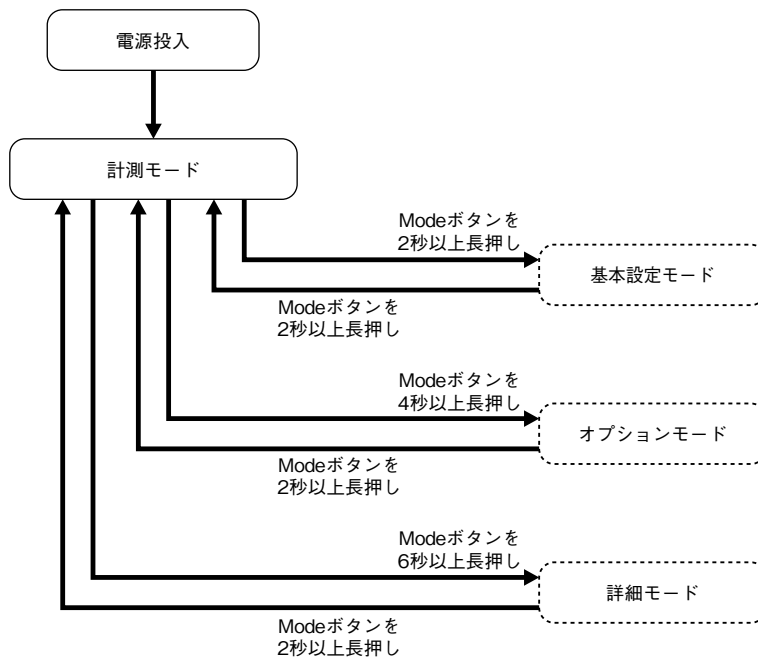 電源投入
計測モード
Modeボタンを
2秒以上長押し
基本設定モード
Modeボタンを
2秒以上長押し
Modeボタンを
4秒以上長押し
オプションモード
Modeボタンを
2秒以上長押し
Modeボタンを
6秒以上長押し
詳細モード
Modeボタンを
2秒以上長押し